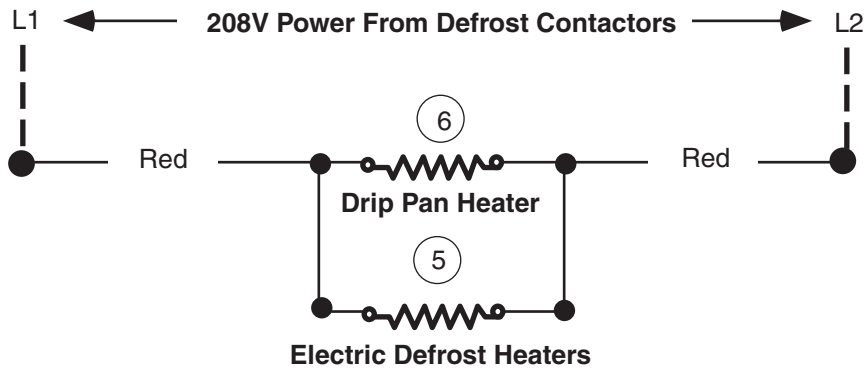 L1 208V Power From Defrost Contactors L2
6
Red Red
Drip Pan Heater
5
Electric Defrost Heaters